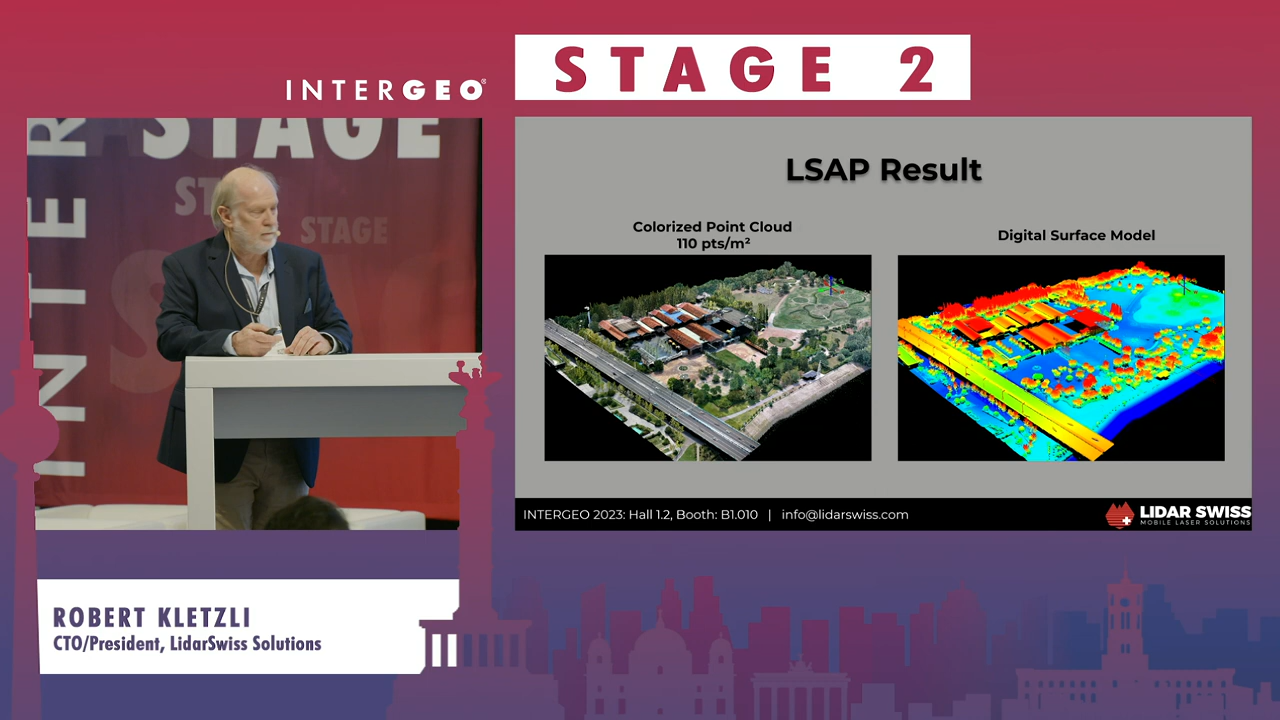 INTERGEO®
STAGE 2
INTER
STAGE
ST
STAGE
S
LSAP Result
Colorized Point Cloud
110 pts/m²
Digital Surface Model
INTERGEO 2023: Hall 1.2, Booth: B1.010 | info@lidarswiss.com
LIDAR SWISS
MOBILE LASER SOLUTIONS
ROBERT KLETZLI
CTO/President, LidarSwiss Solutions